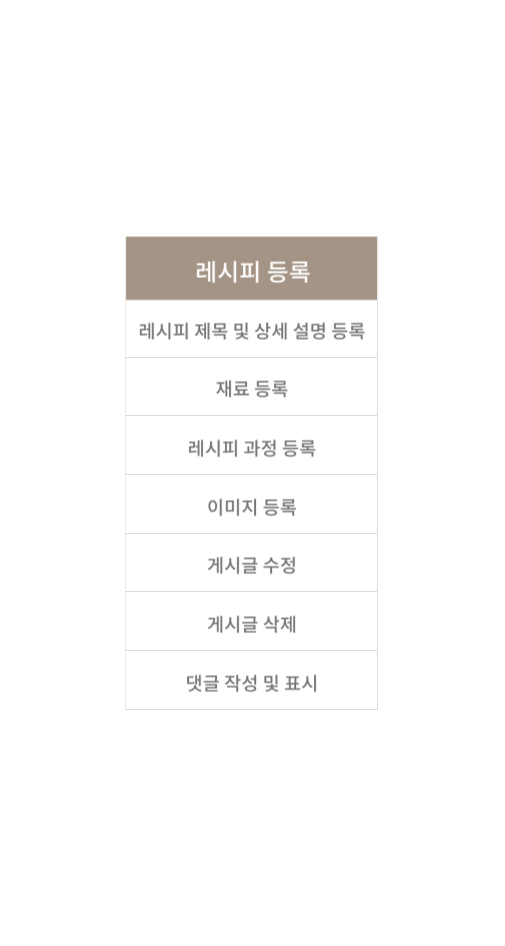 레시피 등록
레시피 제목 및 상세 설명 등록
재료 등록
레시피 과정 등록
이미지 등록
게시글 수정
게시글 삭제
댓글 작성 및 표시